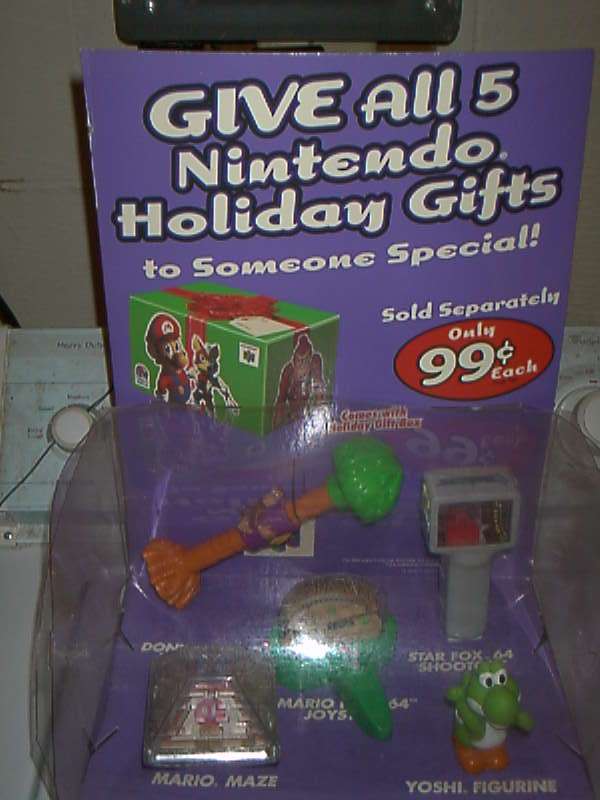 GIVE All 5
Nintendo
Holiday Gifts
to Someone Special!
Sold Separately
Only
99¢
Each
Comes with
Holiday Gift Box
STAR FOX 64
MARIO 64™
MARIO MAZE
YOSHI FIGURINE